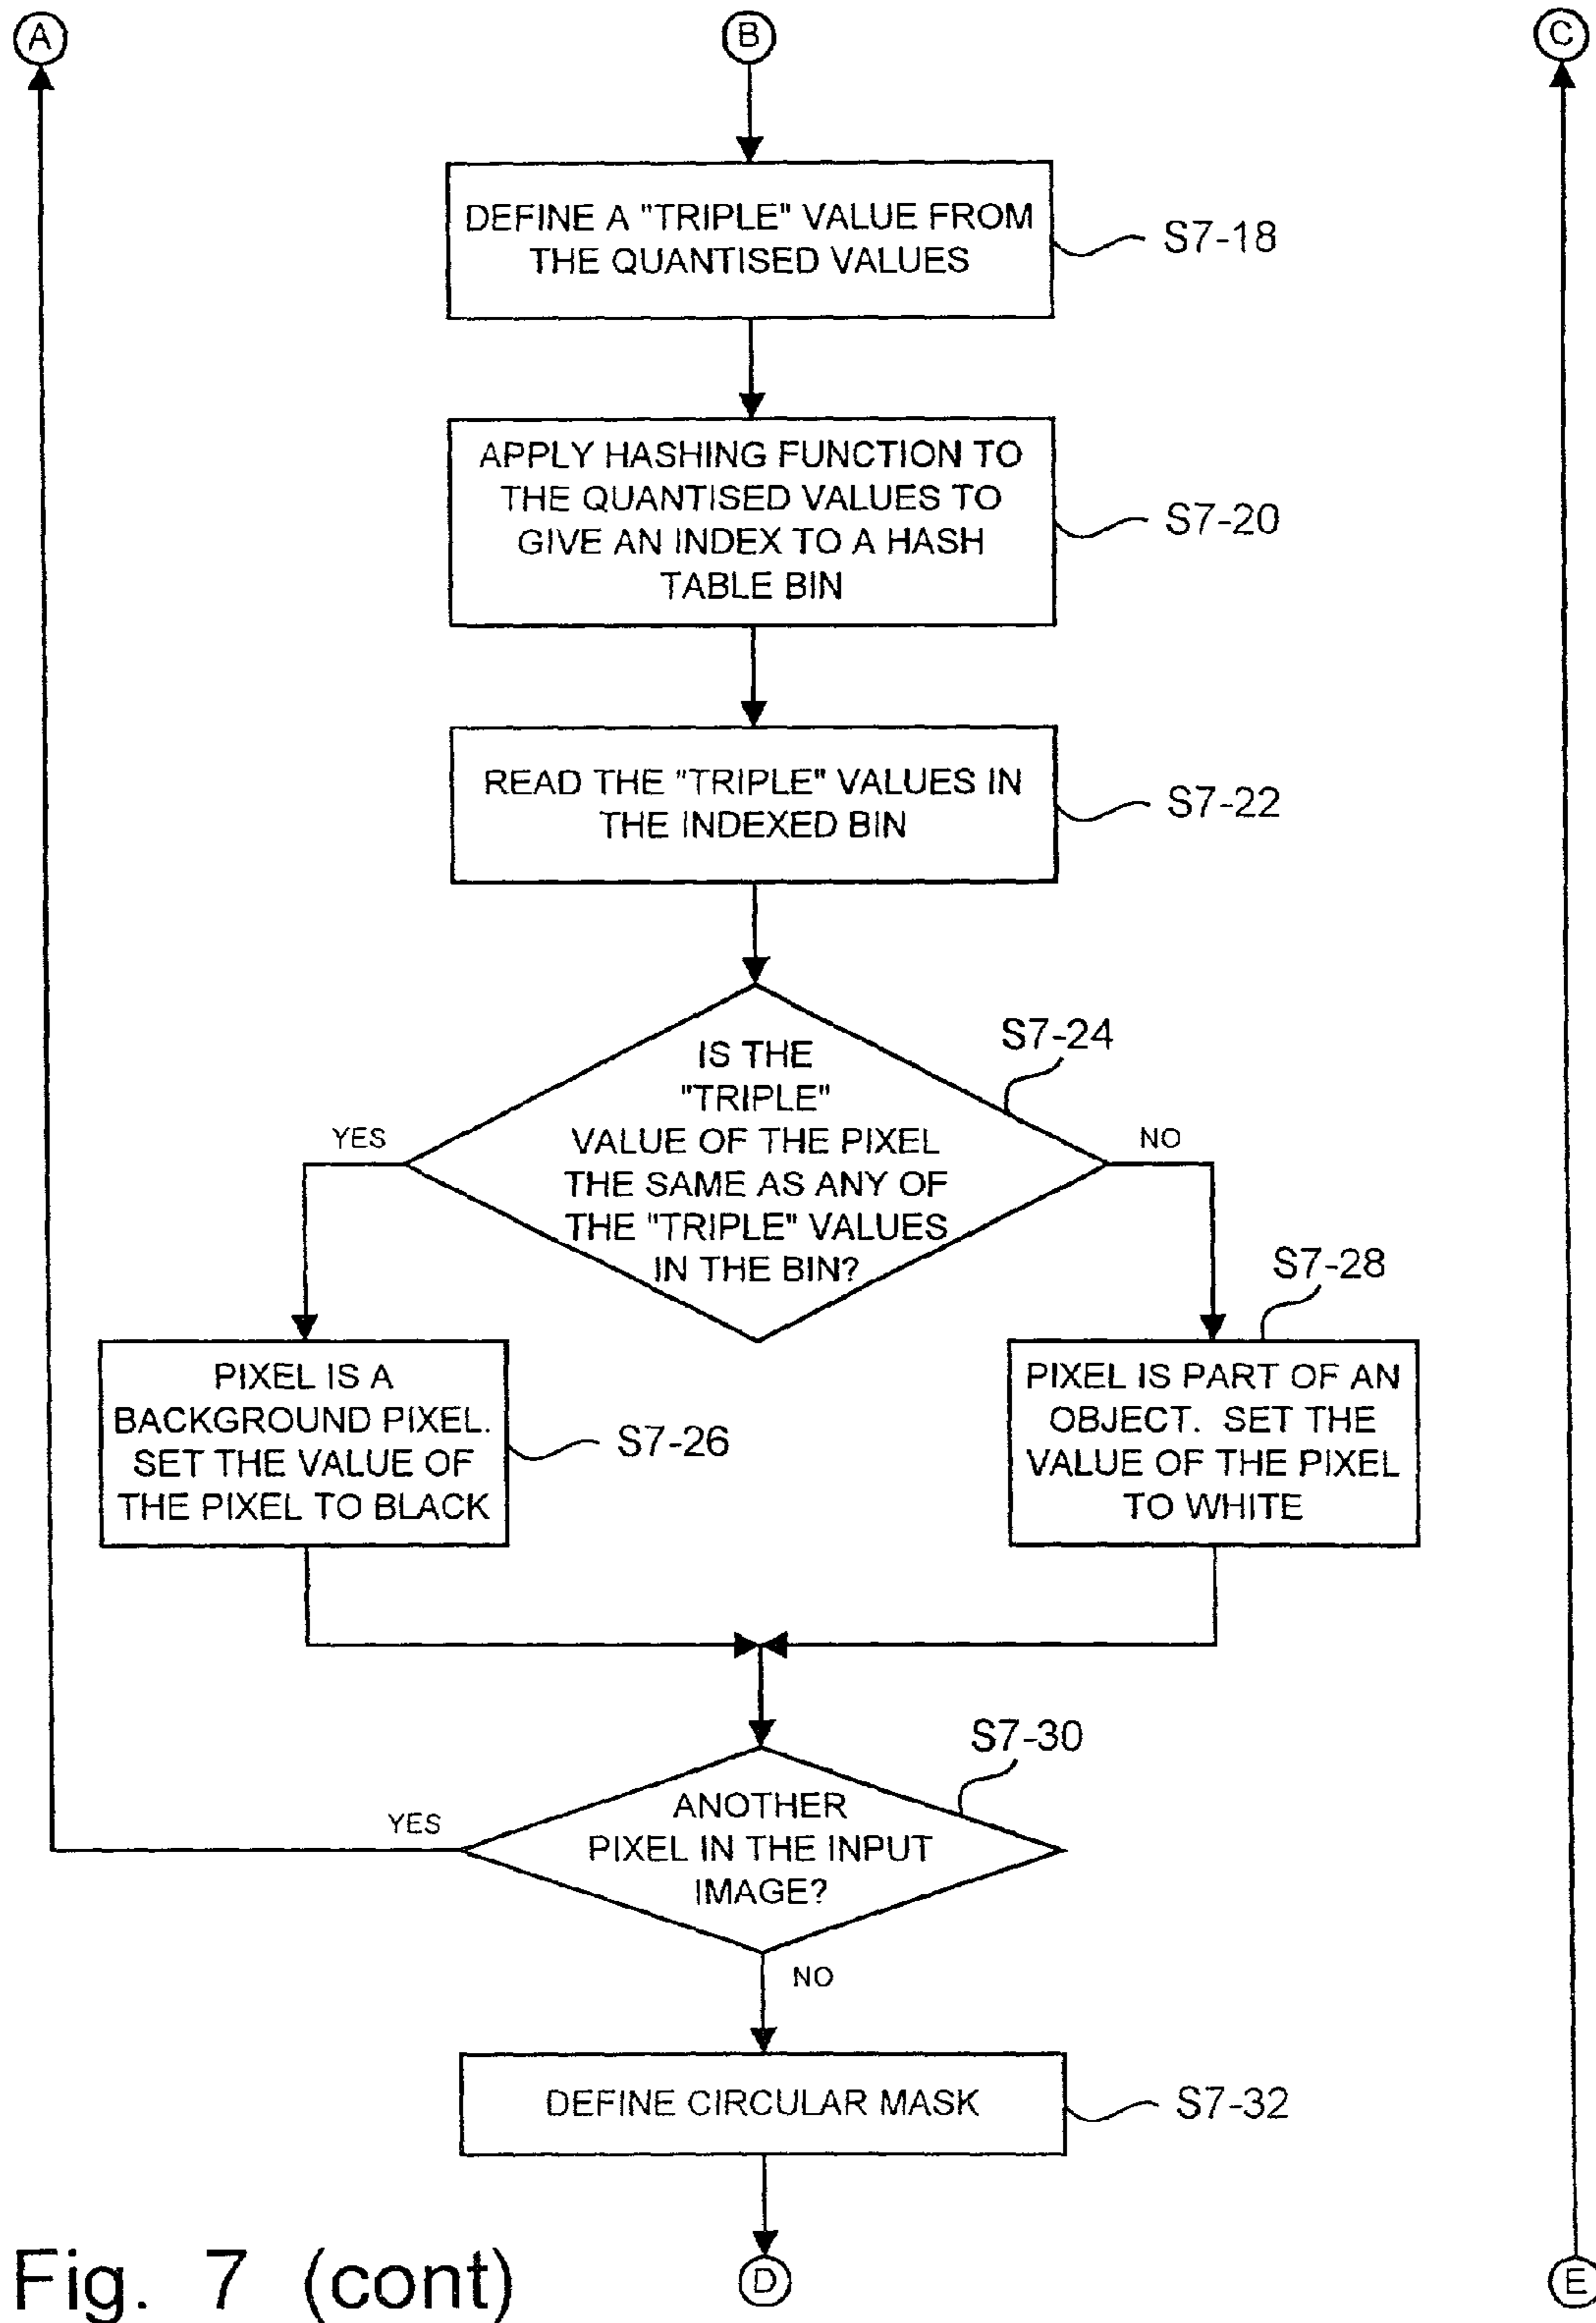 A
B
C
DEFINE A "TRIPLE" VALUE FROM
THE QUANTISED VALUES
S7-18
APPLY HASHING FUNCTION TO
THE QUANTISED VALUES TO
GIVE AN INDEX TO A HASH
TABLE BIN
S7-20
READ THE "TRIPLE" VALUES IN
THE INDEXED BIN
S7-22
IS THE
"TRIPLE"
VALUE OF THE PIXEL
THE SAME AS ANY OF
THE "TRIPLE" VALUES
IN THE BIN?
S7-24
YES
NO
PIXEL IS A
BACKGROUND PIXEL.
SET THE VALUE OF
THE PIXEL TO BLACK
S7-26
S7-28
PIXEL IS PART OF AN
OBJECT. SET THE
VALUE OF THE PIXEL
TO WHITE
S7-30
ANOTHER
PIXEL IN THE INPUT
IMAGE?
YES
NO
DEFINE CIRCULAR MASK
S7-32
Fig. 7 (cont)
D
E